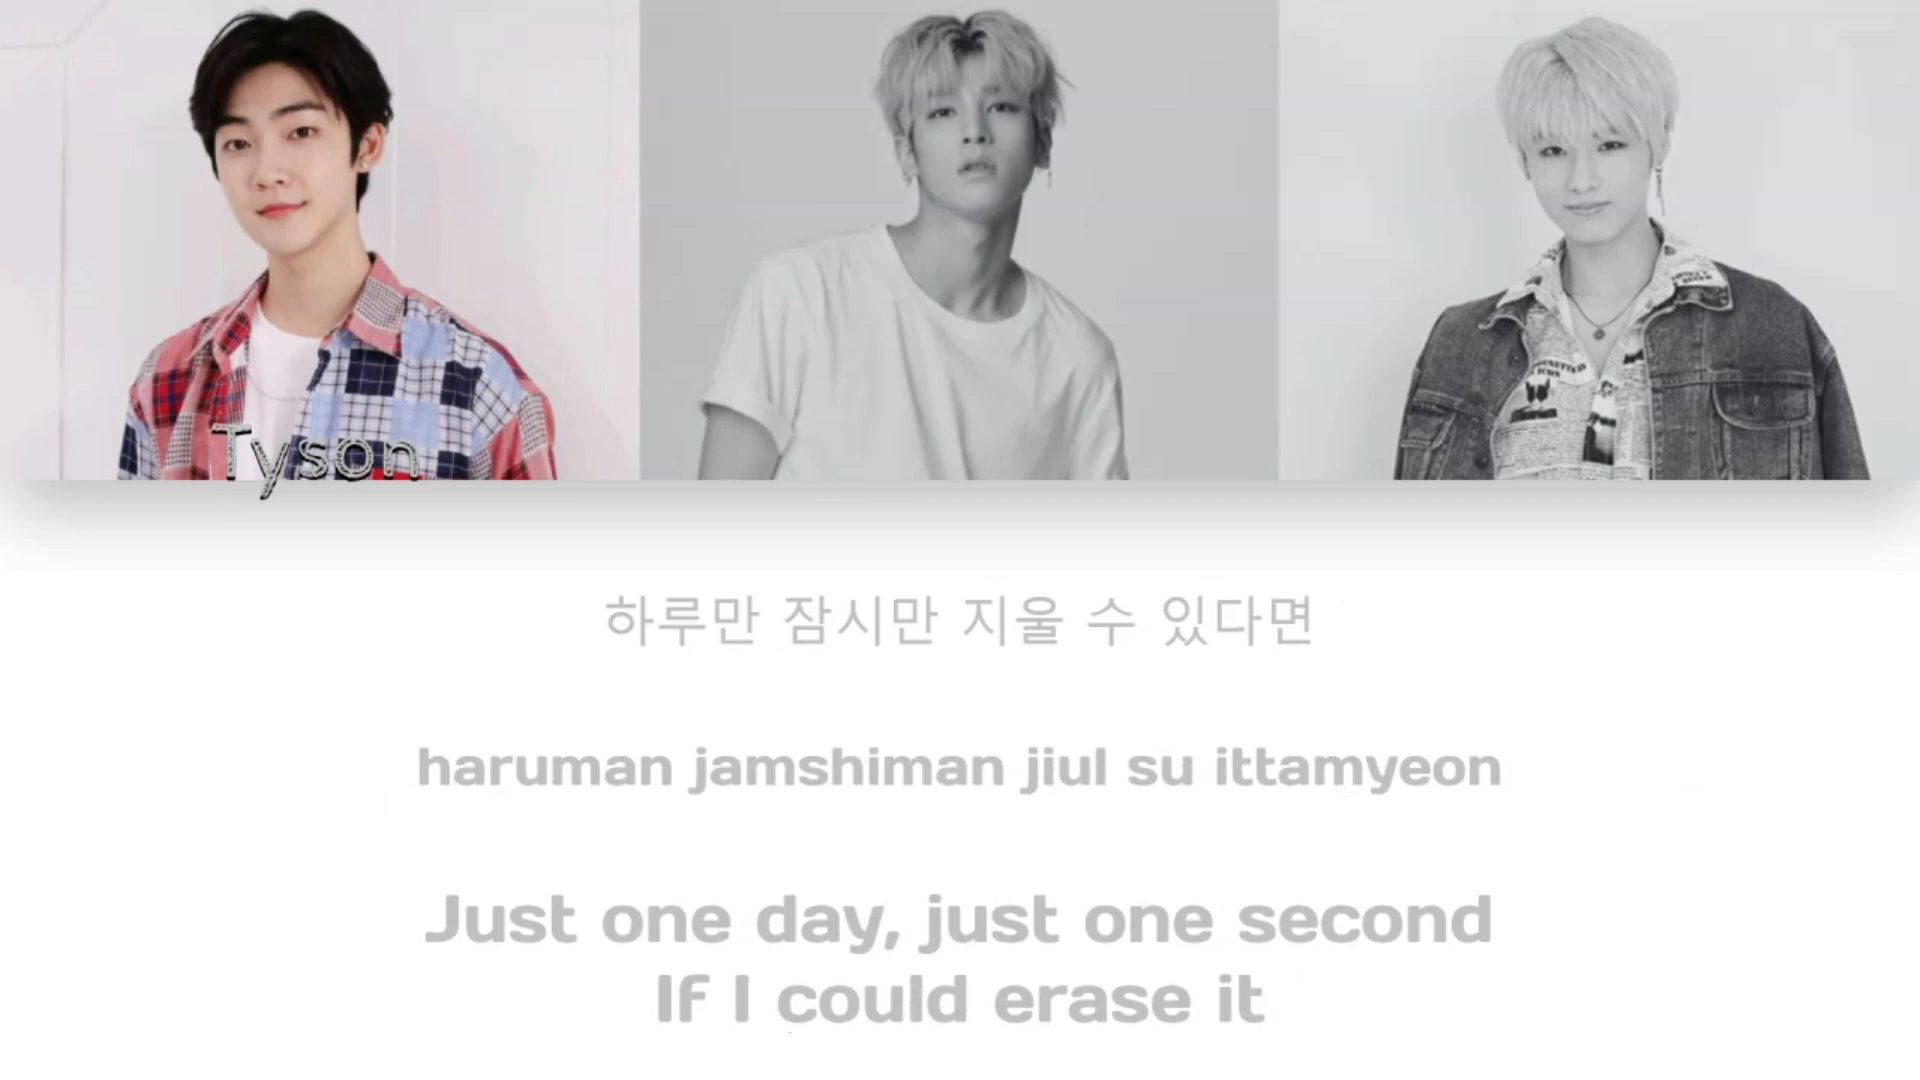 Tyson
하루만 잠시만 지울 수 있다면
haruman jamshiman jiul su ittamyeon
Just one day, just one second
If I could erase it